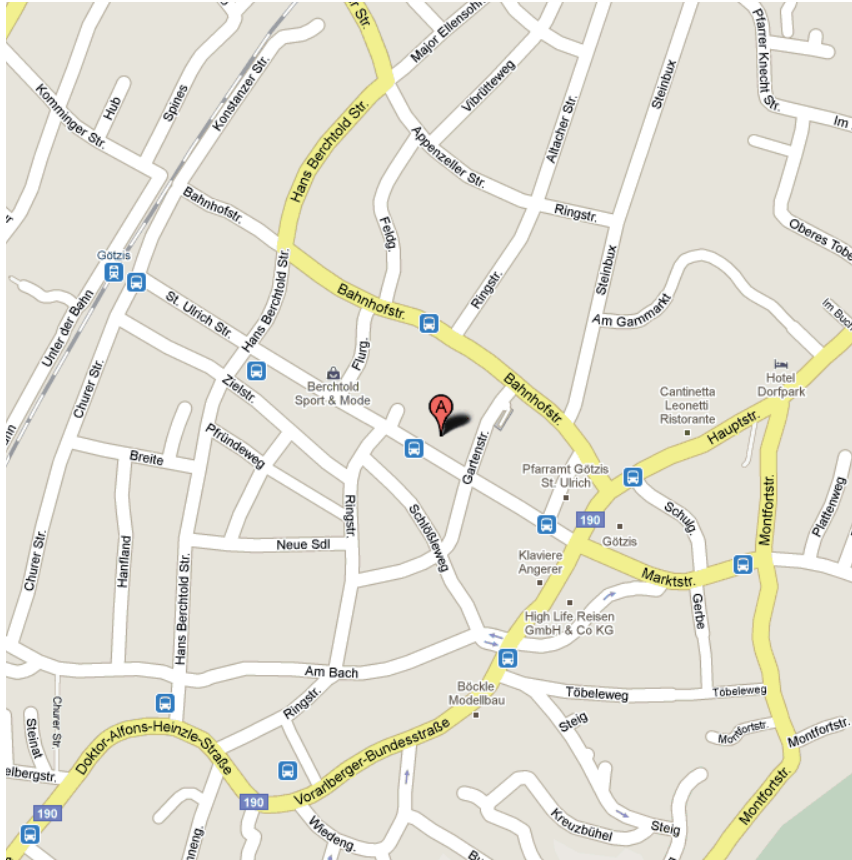 Str.
Str.
Major Ellensohn
Pfarrer Knecht Str.
Komminger Str.
Hub
Spines
Konstanzer Str.
Vibrütteweg
Steinbux
Altacher Str.
Im
Appenzeller Str.
Hans Berchtold Str.
Bahnhofstr.
Feldg.
Ringstr.
Oberes Tobe
Götzis
Steinbux
Unter der Bahn
St. Ulrich Str.
Hans Berchtold Str.
Bahnhofstr.
Ringstr.
Am Gammarkt
Im Buch
Churer Str.
Flurg.
Zielstr.
Berchtold
Sport & Mode
Bahnhofstr.
Hotel
Dorfpark
Cantinetta
Leonetti
Ristorante
A
Hauptstr.
Pfründeweg
Breite
Gartenstr.
Pfarramt Götzis
St. Ulrich
Ringstr.
Schlößleweg
Schulg.
Montfortstr.
Plattenweg
190
Götzis
Churer Str.
Hanfland
Neue Sdl
Klaviere
Angerer
Marktstr.
Hans Berchtold Str.
High Life Reisen
GmbH & Co KG
Gerbe
Am Bach
Böckle
Modellbau
Töbeleweg
Töbeleweg
Ringstr.
Churer Str.
Steinat
Steig
Montfortstr.
Montfortstr.
Doktor-Alfons-Heinzle-Straße
Vorarlberger-Bundesstraße
elbergstr.
Montfortstr.
190
190
Wiedeng.
Kreuzbühel
Steig